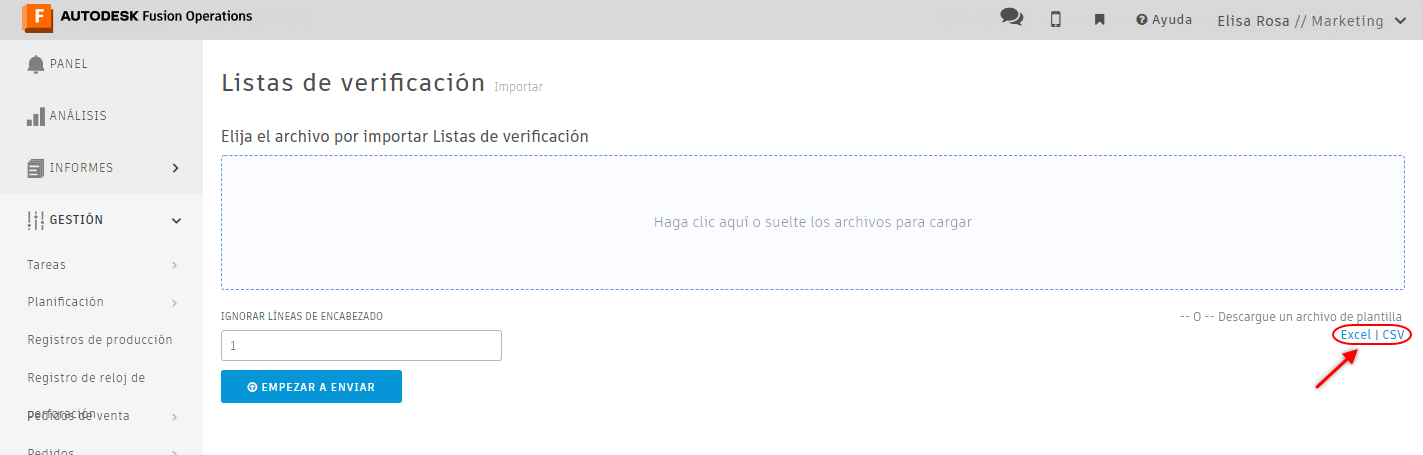 F AUTODESK Fusion Operations
Ayuda
Elisa Rosa // Marketing
PANEL
ANÁLISIS
INFORMES
GESTIÓN
Tareas
Planificación
Registros de producción
Registro de reloj de
perforación
Pedidos de venta
Pedidos
Listas de verificación Importar
Elija el archivo por importar Listas de verificación
Haga clic aquí o suelte los archivos para cargar
IGNORAR LÍNEAS DE ENCABEZADO
1
EMPEZAR A ENVIAR
-- O -- Descargue un archivo de plantilla
Excel | CSV